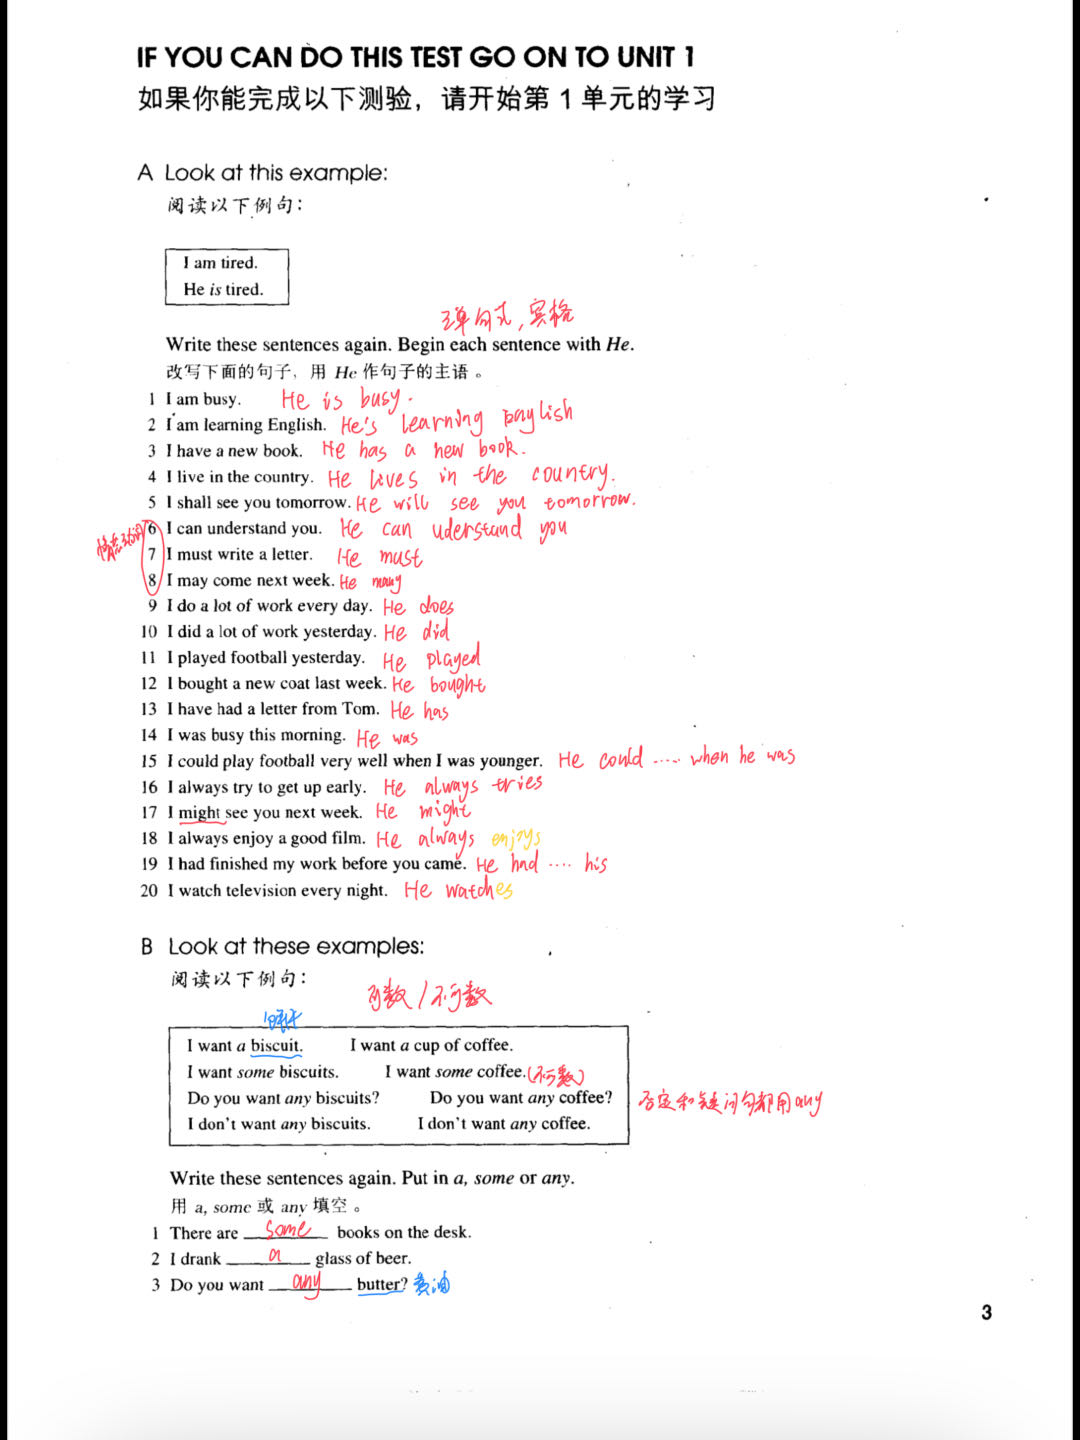 IF YOU CAN DO THIS TEST GO ON TO UNIT 1
如果你能完成以下测验，请开始第 1 单元的学习
A Look at this example:
阅读以下例句：
I am tired.
He is tired.
单句式，宾格
Write these sentences again. Begin each sentence with He.
改写下面的句子，用 He 作句子的主语。
1 I am busy. He is busy.
2 I am learning English. He's learning English
3 I have a new book. He has a new book.
4 I live in the country. He lives in the country.
5 I shall see you tomorrow. He will see you tomorrow.
情态动词 6 I can understand you. He can uderstand you
7 I must write a letter. He must
8 I may come next week. He many
9 I do a lot of work every day. He does
10 I did a lot of work yesterday. He did
11 I played football yesterday. He played
12 I bought a new coat last week. He bought
13 I have had a letter from Tom. He has
14 I was busy this morning. He was
15 I could play football very well when I was younger. He could ..... when he was
16 I always try to get up early. He always tries
17 I might see you next week. He might
18 I always enjoy a good film. He always enjoys
19 I had finished my work before you came. He had .... his
20 I watch television every night. He watches
B Look at these examples:
阅读以下例句：
可数/不可数
I want a biscuit. I want a cup of coffee.
I want some biscuits. I want some coffee.(不可数)
Do you want any biscuits? Do you want any coffee? 否定和疑问句都用any
I don't want any biscuits. I don't want any coffee.
Write these sentences again. Put in a, some or any.
用 a, some 或 any 填空。
1 There are some books on the desk.
2 I drank a glass of beer.
3 Do you want any butter? 黄油
3